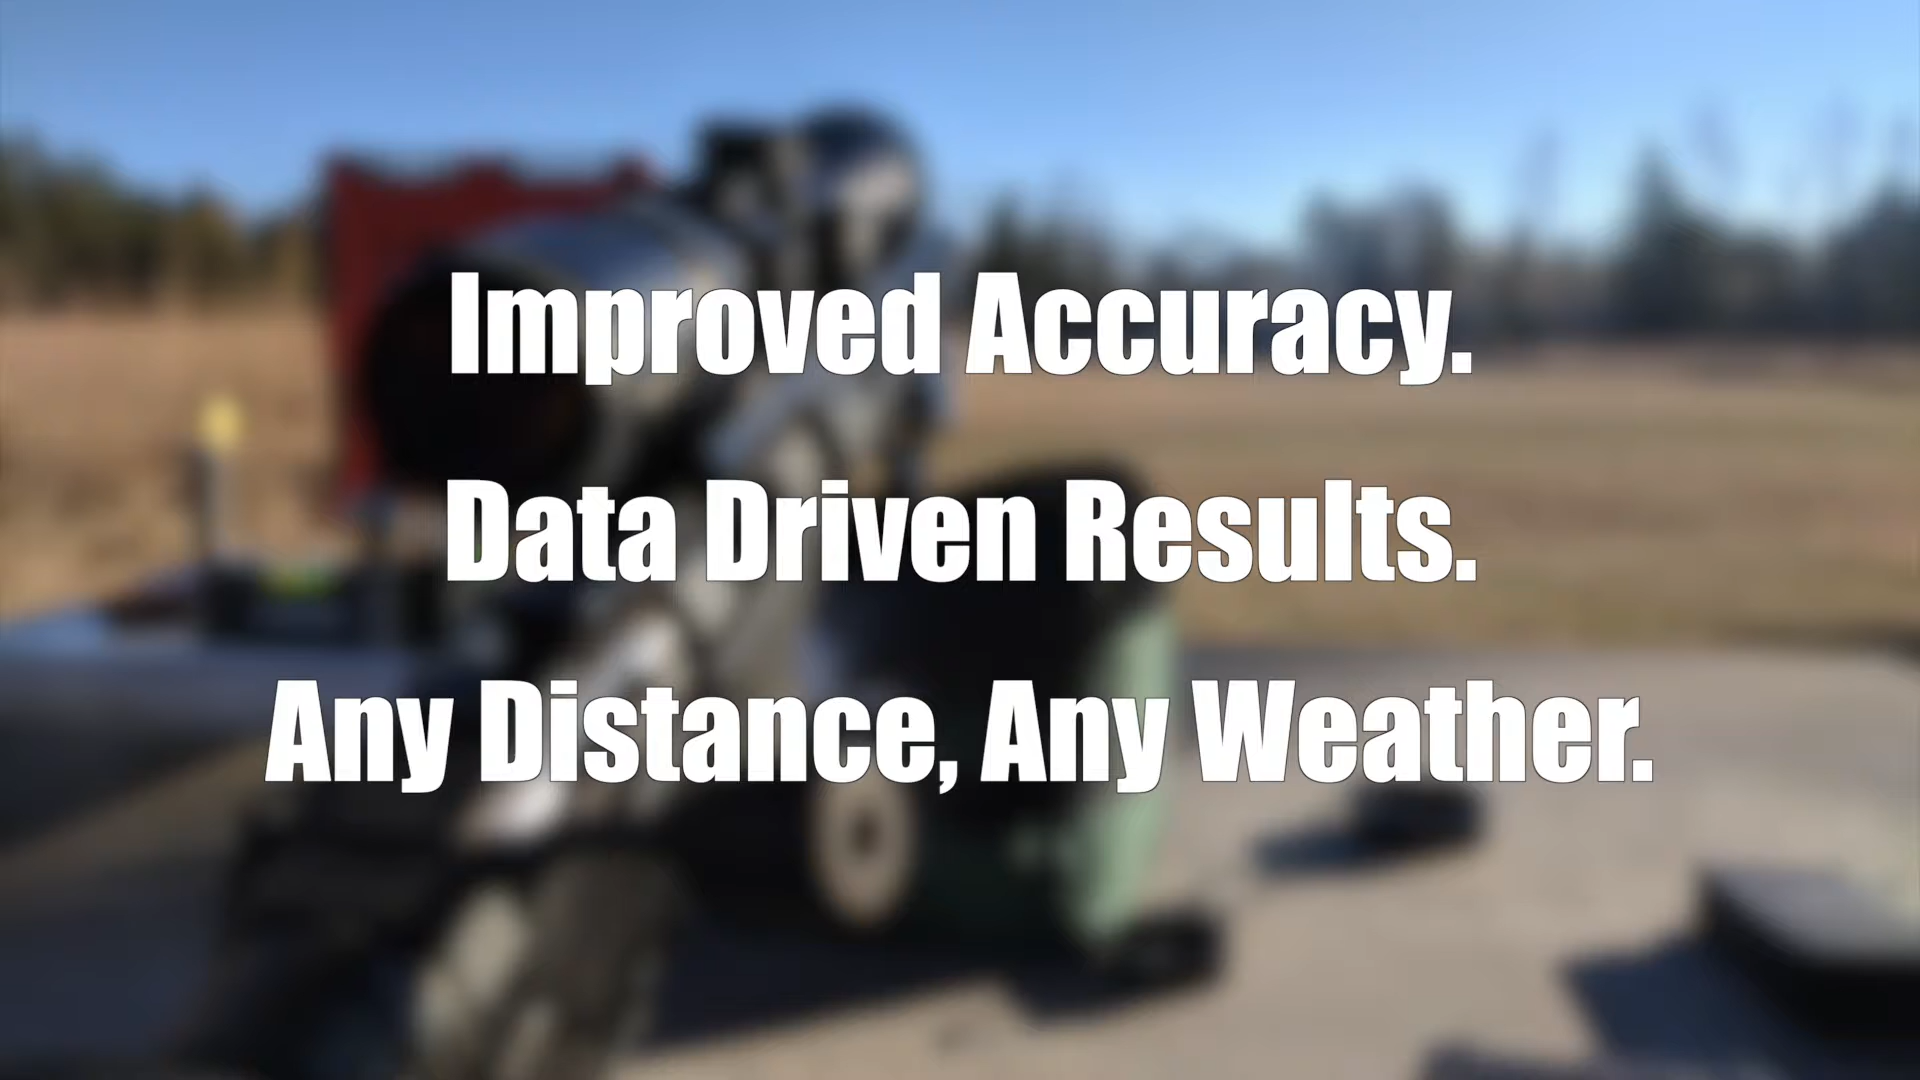 Improved Accuracy.
Data Driven Results.
Any Distance, Any Weather.